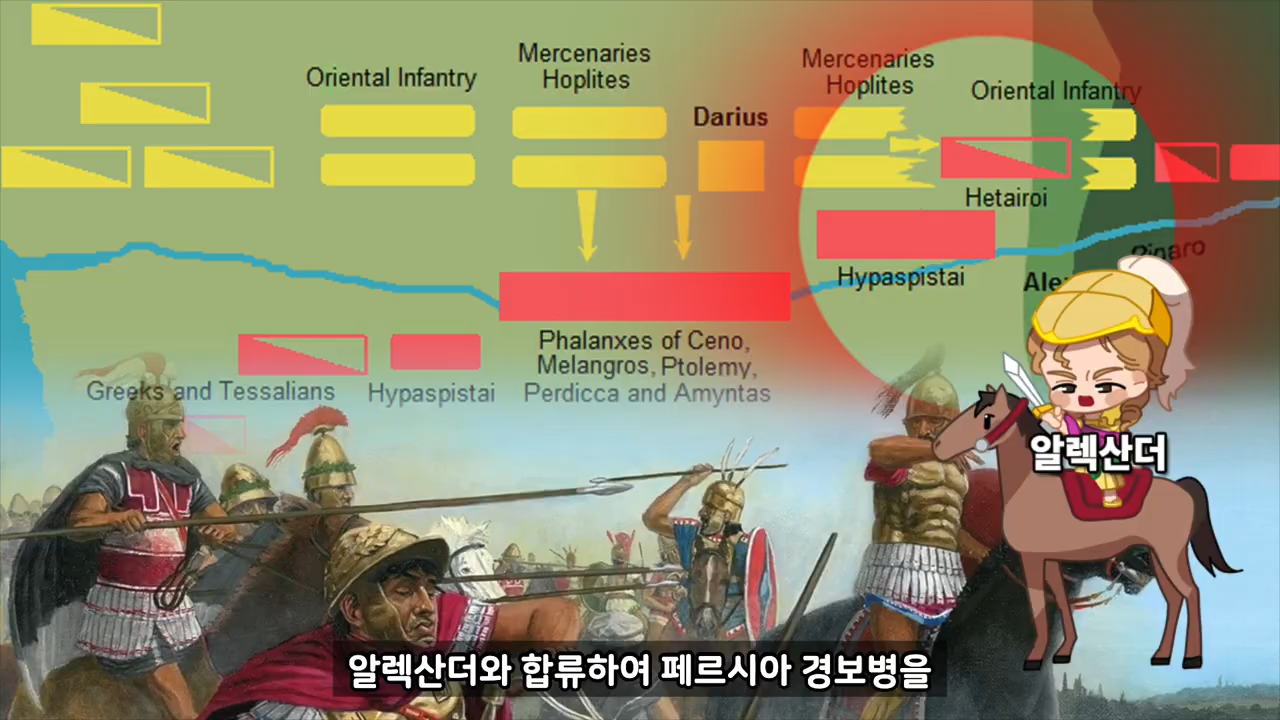 Mercenaries
Hoplites
Oriental Infantry
Darius
Mercenaries
Hoplites
Oriental Infantry
Hetairoi
Hypaspistai
Pinaro
Phalanxes of Ceno,
Melangros, Ptolemy,
Perdicca and Amyntas
Greeks and Tessalians
Hypaspistai
알렉산더
알렉산더와 합류하여 페르시아 경보병을